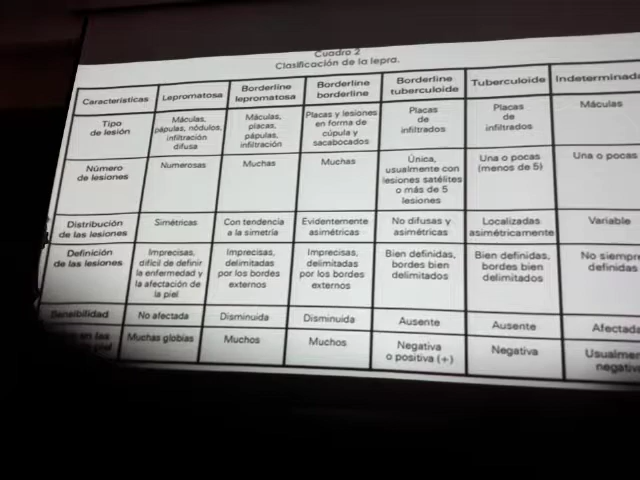 Cuadro 2
Clasificación de la lepra.
Características Lepromatosa Borderline lepromatosa Borderline borderline Borderline tuberculoide Tuberculoide
Tipo de lesión Máculas, pápulas, nódulos, infiltración difusa Máculas, placas, pápulas, infiltración Placas y lesiones en forma de cúpula y sacabocados Placas de infiltrados Placas de infiltrados Máculas
Número de lesiones Numerosas Muchas Muchas Única, usualmente con lesiones satélites o más de 5 lesiones Una o pocas (menos de 5) Una o pocas
Distribución de las lesiones Simétricas Con tendencia a la simetría Evidentemente asimétricas No difusas y asimétricas Localizadas asimétricamente Variable
Definición de las lesiones Imprecisas, difícil de definir la enfermedad y la afectación de la piel Imprecisas, delimitadas por los bordes externos Imprecisas, delimitadas por los bordes externos Bien definidas, bordes bien delimitados Bien definidas, bordes bien delimitados No definidas
Sensibilidad No afectada Disminuida Disminuida Ausente Ausente
en las piel Muchas globias Muchos Muchos Negativa o positiva (+) Negativa